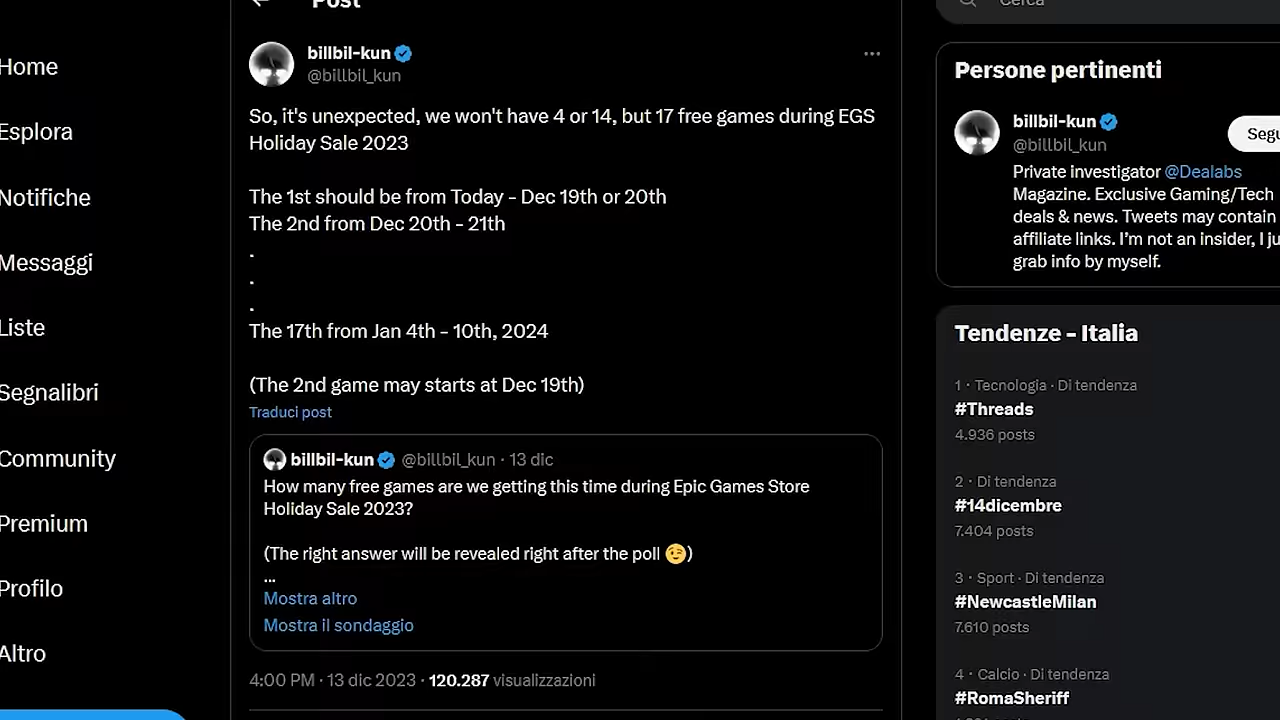 Post
Cerca
Home
Esplora
Notifiche
Messaggi
Liste
Segnalibri
Community
Premium
Profilo
Altro
billbil-kun
@billbil_kun
So, it's unexpected, we won't have 4 or 14, but 17 free games during EGS
Holiday Sale 2023
The 1st should be from Today - Dec 19th or 20th
The 2nd from Dec 20th - 21th
.
.
.
The 17th from Jan 4th - 10th, 2024
(The 2nd game may starts at Dec 19th)
Traduci post
billbil-kun @billbil_kun · 13 dic
How many free games are we getting this time during Epic Games Store
Holiday Sale 2023?
(The right answer will be revealed right after the poll 😉)
...
Mostra altro
Mostra il sondaggio
4:00 PM · 13 dic 2023 · 120.287 visualizzazioni
Persone pertinenti
billbil-kun
@billbil_kun
Segu
Private investigator @Dealabs
Magazine. Exclusive Gaming/Tech
deals & news. Tweets may contain
affiliate links. I'm not an insider, I ju
grab info by myself.
Tendenze - Italia
1 · Tecnologia · Di tendenza
#Threads
4.936 posts
2 · Di tendenza
#14dicembre
7.404 posts
3 · Sport · Di tendenza
#NewcastleMilan
7.610 posts
4 · Calcio · Di tendenza
#RomaSheriff